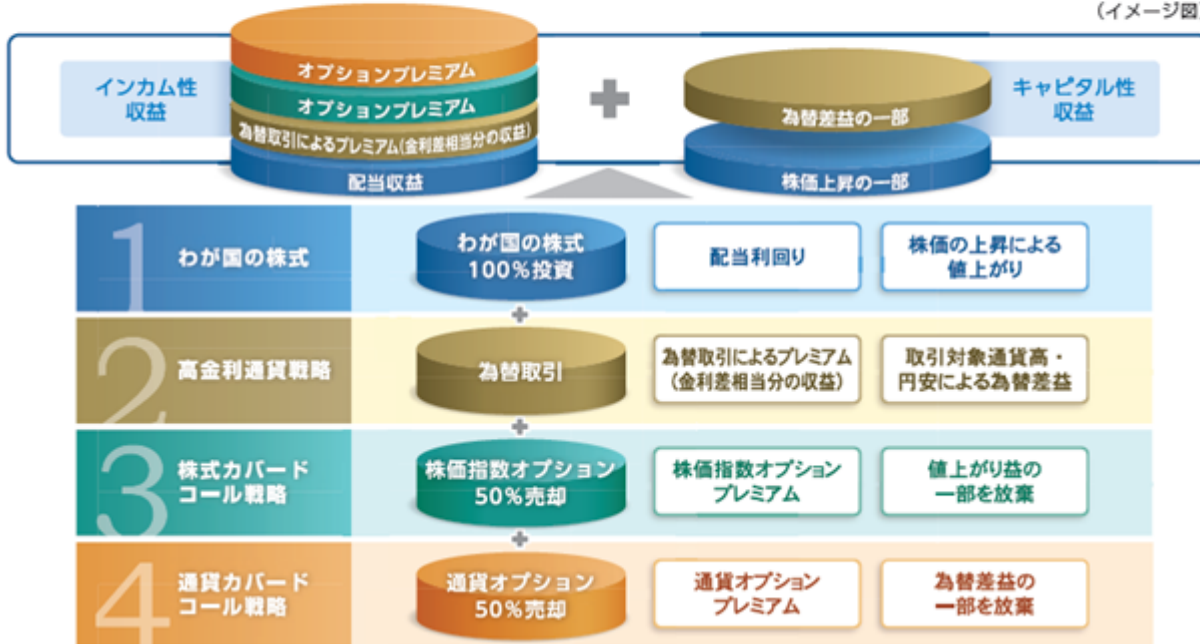 （イメージ図）
インカム性
収益
オプションプレミアム
オプションプレミアム
為替取引によるプレミアム(金利差相当分の収益)
配当収益
＋
為替差益の一部
株価上昇の一部
キャピタル性
収益
1
わが国の株式
わが国の株式
100%投資
配当利回り
株価の上昇による
値上がり
+
2
高金利通貨戦略
為替取引
為替取引によるプレミアム
（金利差相当分の収益）
取引対象通貨高・
円安による為替差益
+
3
株式カバード
コール戦略
株価指数オプション
50%売却
株価指数オプション
プレミアム
値上がり益の
一部を放棄
+
4
通貨カバード
コール戦略
通貨オプション
50%売却
通貨オプション
プレミアム
為替差益の
一部を放棄